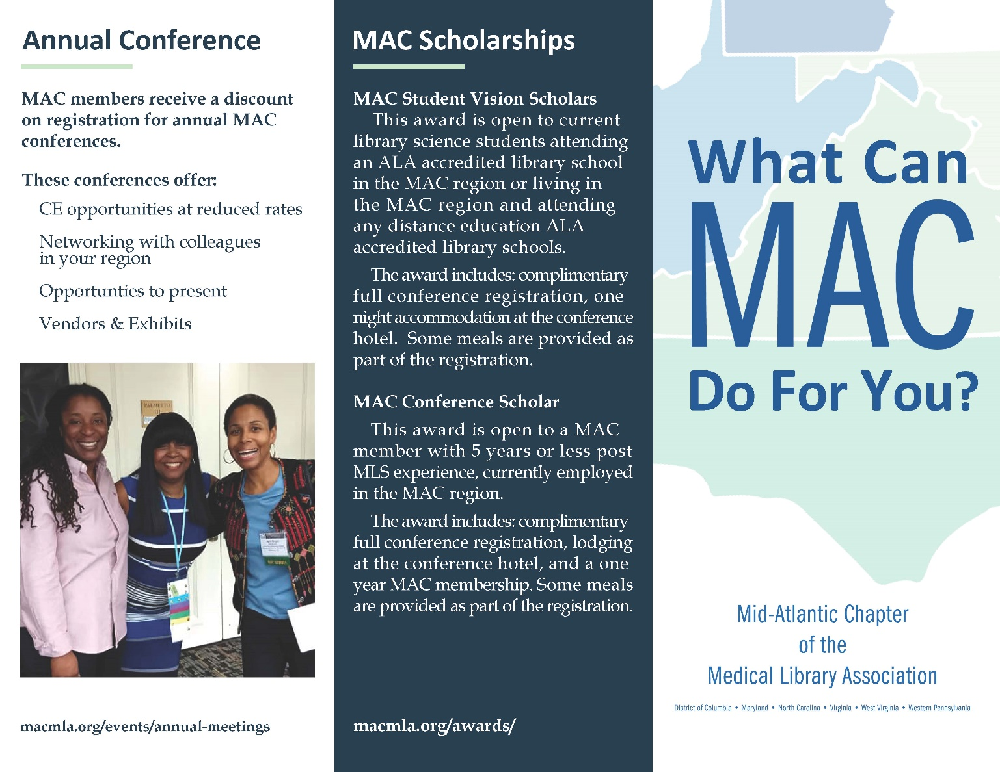 Annual Conference
MAC members receive a discount
on registration for annual MAC
conferences.
These conferences offer:
CE opportunities at reduced rates
Networking with colleagues
in your region
Opportunties to present
Vendors & Exhibits
PALMETTO
III
macmla.org/events/annual-meetings
MAC Scholarships
MAC Student Vision Scholars
This award is open to current
library science students attending
an ALA accredited library school
in the MAC region or living in
the MAC region and attending
any distance education ALA
accredited library schools.
The award includes: complimentary
full conference registration, one
night accommodation at the conference
hotel.  Some meals are provided as
part of the registration.
MAC Conference Scholar
This award is open to a MAC
member with 5 years or less post
MLS experience, currently employed
in the MAC region.
The award includes: complimentary
full conference registration, lodging
at the conference hotel, and a one
year MAC membership. Some meals
are provided as part of the registration.
macmla.org/awards/
What Can
MAC
Do For You?
Mid-Atlantic Chapter
of the
Medical Library Association
District of Columbia • Maryland • North Carolina • Virginia • West Virginia • Western Pennsylvania